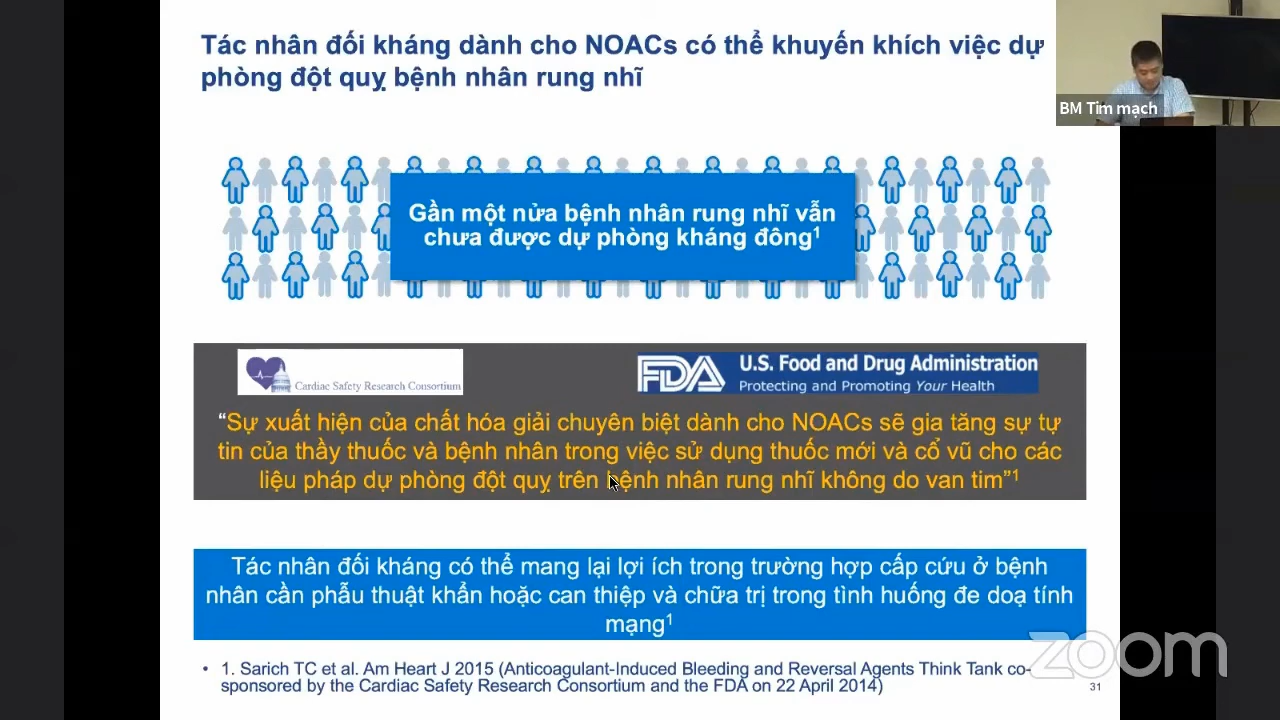 Tác nhân đối kháng dành cho NOACs có thể khuyến khích việc dự
phòng đột quỵ bệnh nhân rung nhĩ
BM Tim mạch
Gần một nửa bệnh nhân rung nhĩ vẫn
chưa được dự phòng kháng đông¹
Cardiac Safety Research Consortium
FDA U.S. Food and Drug Administration
Protecting and Promoting Your Health
“Sự xuất hiện của chất hóa giải chuyên biệt dành cho NOACs sẽ gia tăng sự tự
tin của thầy thuốc và bệnh nhân trong việc sử dụng thuốc mới và cổ vũ cho các
liệu pháp dự phòng đột quỵ trên bệnh nhân rung nhĩ không do van tim”¹
Tác nhân đối kháng có thể mang lại lợi ích trong trường hợp cấp cứu ở bệnh
nhân cần phẫu thuật khẩn hoặc can thiệp và chữa trị trong tình huống đe doạ tính
mạng¹
• 1. Sarich TC et al. Am Heart J 2015 (Anticoagulant-Induced Bleeding and Reversal Agents Think Tank co-
sponsored by the Cardiac Safety Research Consortium and the FDA on 22 April 2014)
31
zoom